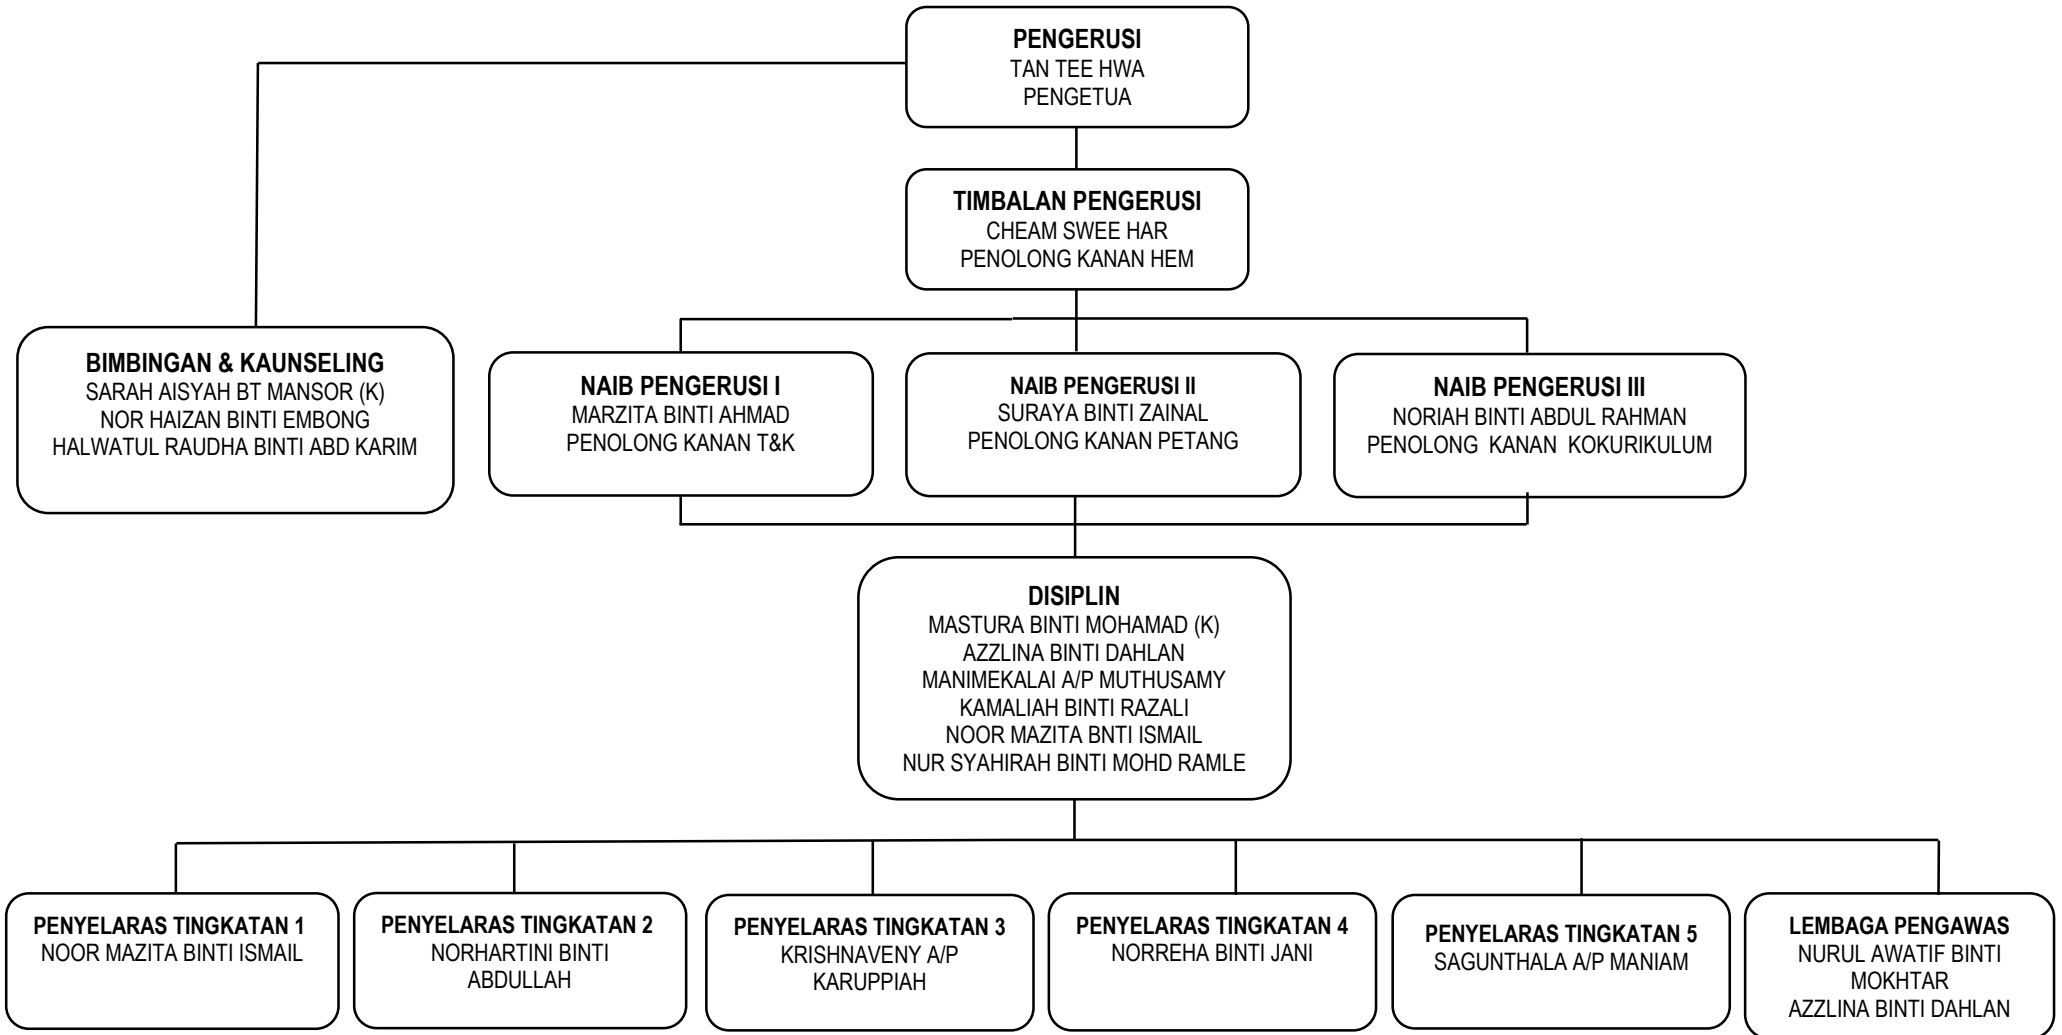 PENGERUSI
TAN TEE HWA
PENGETUA
TIMBALAN PENGERUSI
CHEAM SWEE HAR
PENOLONG KANAN HEM
BIMBINGAN & KAUNSELING
SARAH AISYAH BT MANSOR (K)
NOR HAIZAN BINTI EMBONG
HALWATUL RAUDHA BINTI ABD KARIM
NAIB PENGERUSI I
MARZITA BINTI AHMAD
PENOLONG KANAN T&K
NAIB PENGERUSI II
SURAYA BINTI ZAINAL
PENOLONG KANAN PETANG
NAIB PENGERUSI III
NORIAH BINTI ABDUL RAHMAN
PENOLONG KANAN KOKURIKULUM
DISIPLIN
MASTURA BINTI MOHAMAD (K)
AZZLINA BINTI DAHLAN
MANIMEKALAI A/P MUTHUSAMY
KAMALIAH BINTI RAZALI
NOOR MAZITA BNTI ISMAIL
NUR SYAHIRAH BINTI MOHD RAMLE
PENYELARAS TINGKATAN 1
NOOR MAZITA BINTI ISMAIL
PENYELARAS TINGKATAN 2
NORHARTINI BINTI
ABDULLAH
PENYELARAS TINGKATAN 3
KRISHNAVENY A/P
KARUPPIAH
PENYELARAS TINGKATAN 4
NORREHA BINTI JANI
PENYELARAS TINGKATAN 5
SAGUNTHALA A/P MANIAM
LEMBAGA PENGAWAS
NURUL AWATIF BINTI
MOKHTAR
AZZLINA BINTI DAHLAN